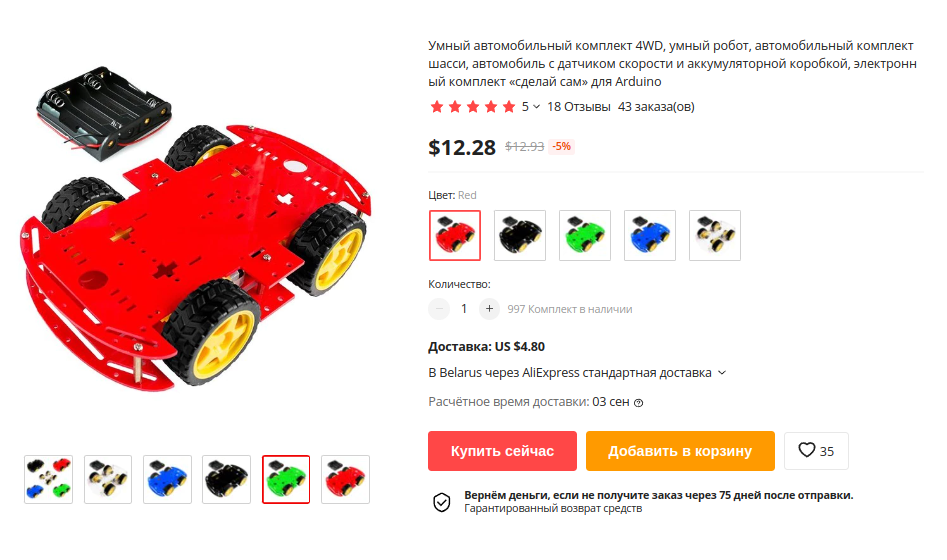 Умный автомобильный комплект 4WD, умный робот, автомобильный комплект
шасси, автомобиль с датчиком скорости и аккумуляторной коробкой, электронн
ый комплект «сделай сам» для Arduino
5 18 Отзывы 43 заказа(ов)
$12.28 $12.93 -5%
Цвет: Red
Количество:
1 997 Комплект в наличии
Доставка: US $4.80
В Belarus через AliExpress стандартная доставка
Расчётное время доставки: 03 сен
Купить сейчас Добавить в корзину 35
Вернём деньги, если не получите заказ через 75 дней после отправки.
Гарантированный возврат средств